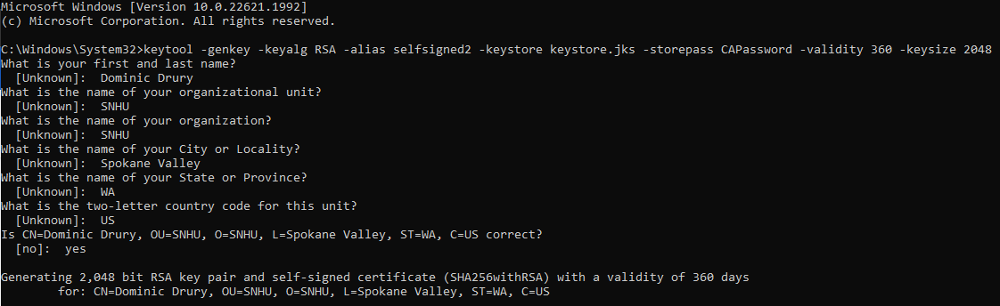 Microsoft Windows [Version 10.0.22621.1992]
(c) Microsoft Corporation. All rights reserved.
C:\Windows\System32>keytool -genkey -keyalg RSA -alias selfsigned2 -keystore keystore.jks -storepass CAPassword -validity 360 -keysize 2048
What is your first and last name?
[Unknown]: Dominic Drury
What is the name of your organizational unit?
[Unknown]: SNHU
What is the name of your organization?
[Unknown]: SNHU
What is the name of your City or Locality?
[Unknown]: Spokane Valley
What is the name of your State or Province?
[Unknown]: WA
What is the two-letter country code for this unit?
[Unknown]: US
Is CN=Dominic Drury, OU=SNHU, O=SNHU, L=Spokane Valley, ST=WA, C=US correct?
[no]: yes
Generating 2,048 bit RSA key pair and self-signed certificate (SHA256withRSA) with a validity of 360 days
for: CN=Dominic Drury, OU=SNHU, O=SNHU, L=Spokane Valley, ST=WA, C=US